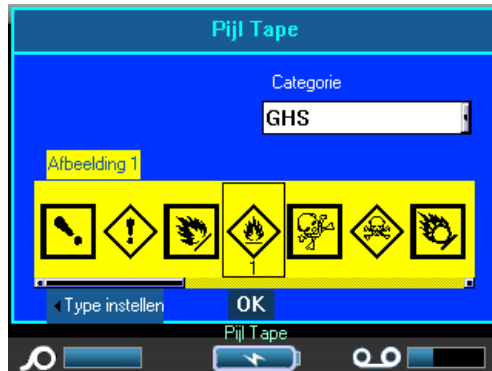 Pijl Tape
Categorie
GHS
Afbeelding 1
1
Type instellen
OK
Pijl Tape